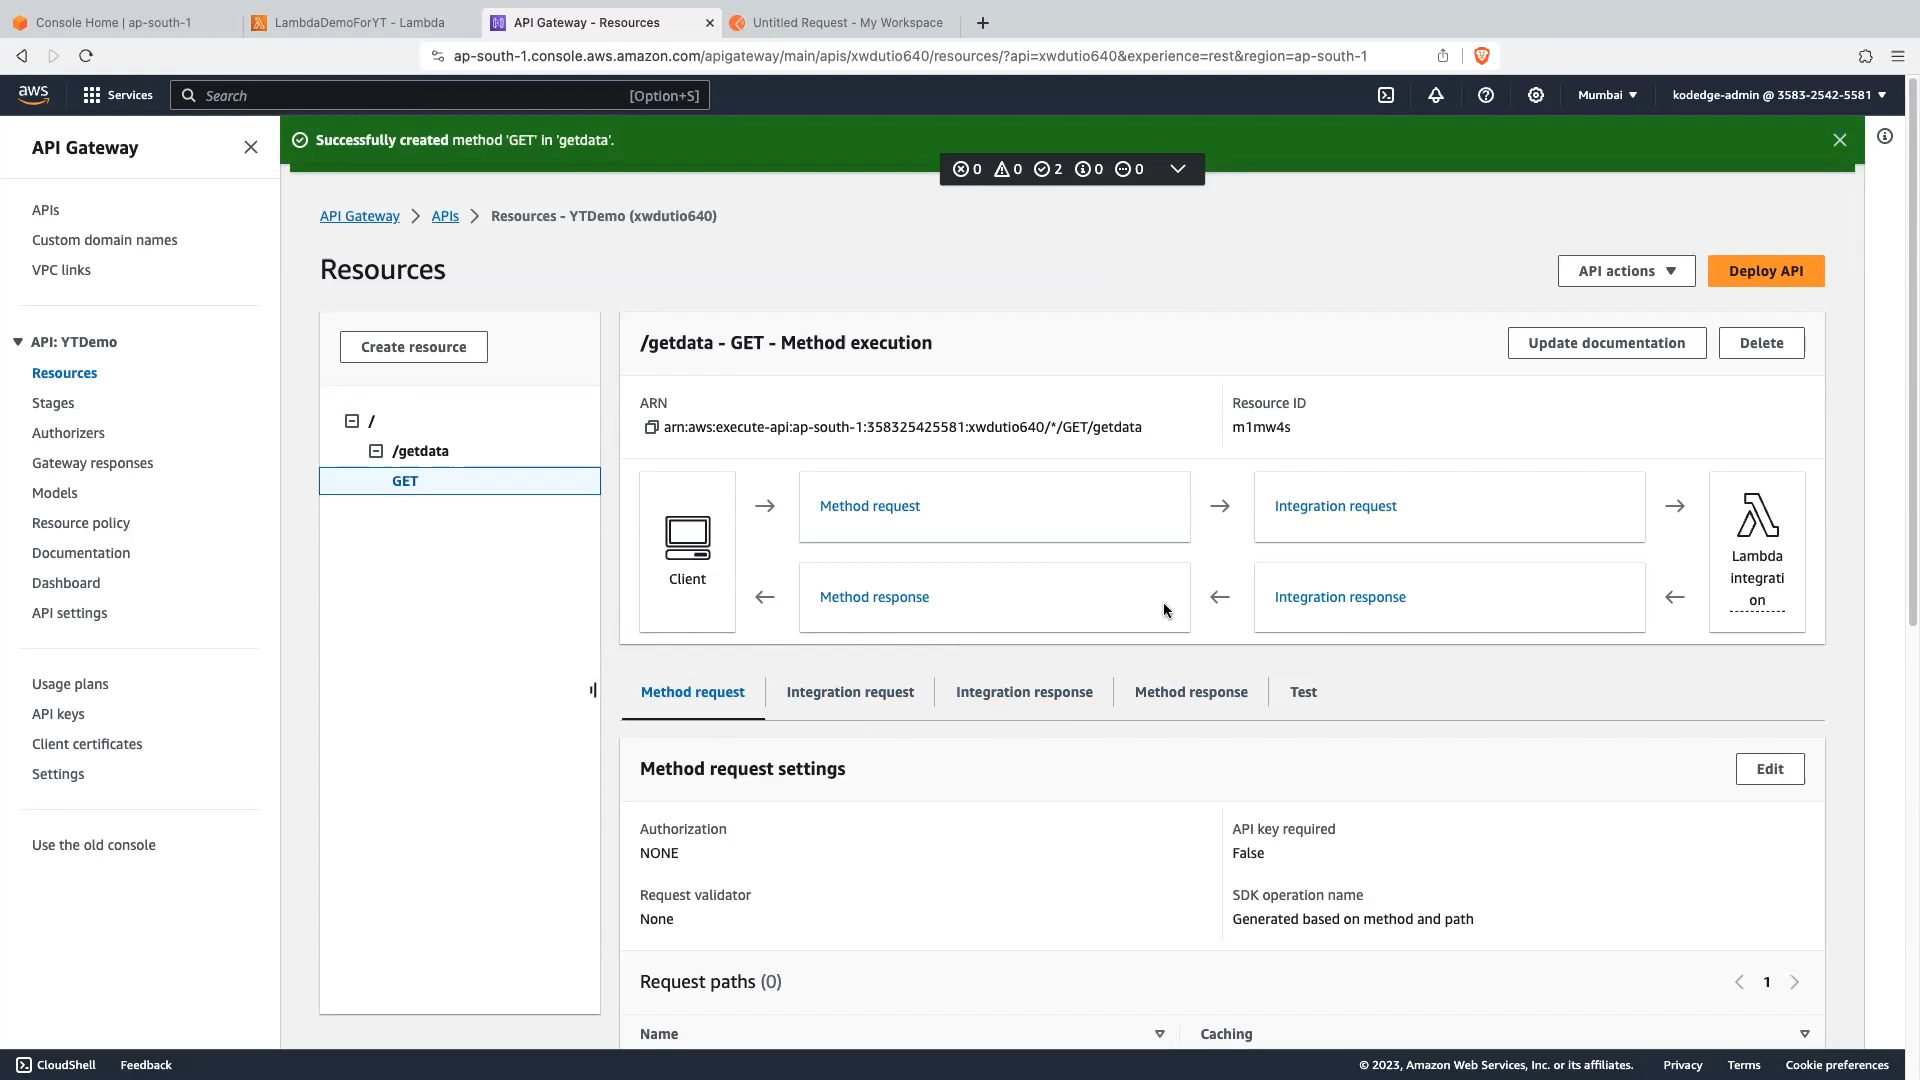 Console Home | ap-south-1
LambdaDemoForYT - Lambda
API Gateway - Resources
Untitled Request - My Workspace
ap-south-1.console.aws.amazon.com/apigateway/main/apis/xwdutio640/resources/?api=xwdutio640&experience=rest&region=ap-south-1
aws
Services
Search
[Option+S]
Mumbai
kodedge-admin @ 3583-2542-5581
API Gateway
Successfully created method 'GET' in 'getdata'.
0 0 2 0 0
APIs
Custom domain names
VPC links
API: YTDemo
Resources
Stages
Authorizers
Gateway responses
Models
Resource policy
Documentation
Dashboard
API settings
Usage plans
API keys
Client certificates
Settings
Use the old console
API Gateway
APIs
Resources - YTDemo (xwdutio640)
Resources
API actions
Deploy API
Create resource
/
/getdata
GET
/getdata - GET - Method execution
Update documentation
Delete
ARN
arn:aws:execute-api:ap-south-1:358325425581:xwdutio640/*/GET/getdata
Resource ID
m1mw4s
Client
Method request
Integration request
Method response
Integration response
Lambda
integrati
on
Method request
Integration request
Integration response
Method response
Test
Method request settings
Edit
Authorization
NONE
API key required
False
Request validator
None
SDK operation name
Generated based on method and path
Request paths (0)
1
Name
Caching
CloudShell
Feedback
© 2023, Amazon Web Services, Inc. or its affiliates.
Privacy
Terms
Cookie preferences